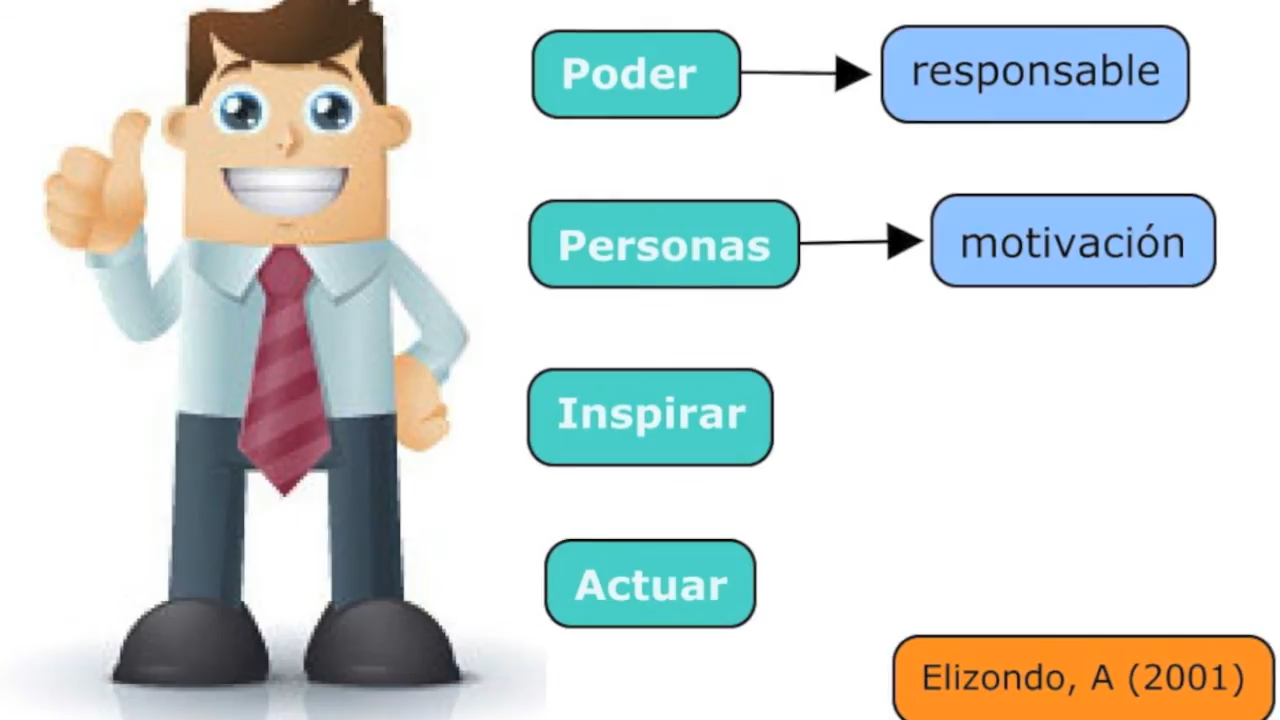 Poder
responsable
Personas
motivación
Inspirar
Actuar
Elizondo, A (2001)